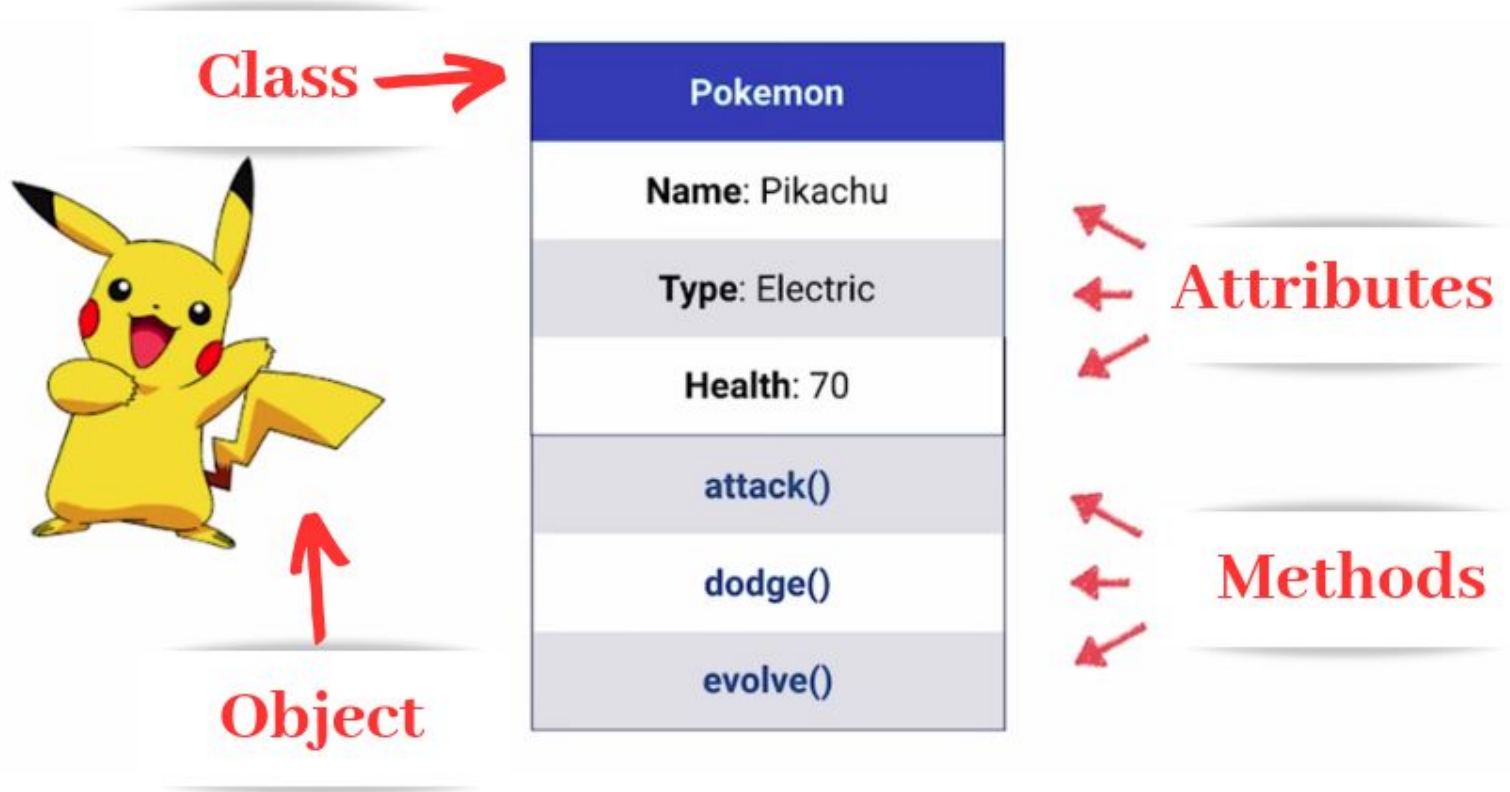 Class
Pokemon
Name: Pikachu
Type: Electric
Attributes
Health: 70
attack()
dodge()
Methods
evolve()
Object